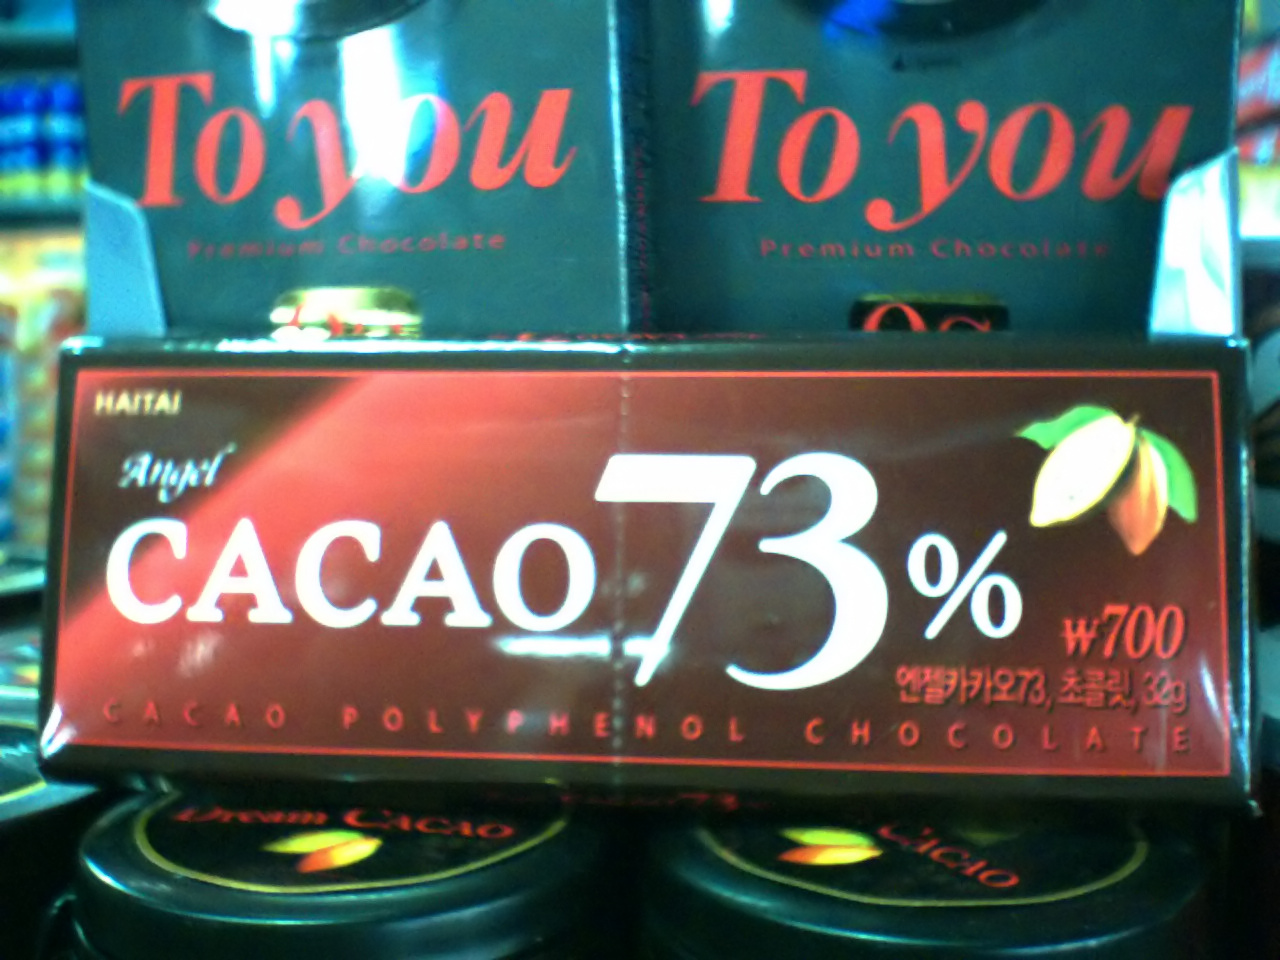 To you
Premium Chocolate
To you
Premium Chocolate
HAITAI
Angel
CACAO 73%
₩700
엔젤카카오73, 초콜릿, 32g
CACAO POLYPHENOL CHOCOLATE
Dream CACAO
CACAO